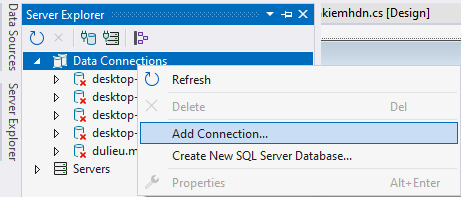 Data Sources
Server Explorer
Server Explorer
kiemhdn.cs [Design]
Data Connections
desktop-
desktop-
desktop-
dulieu.m
Servers
Refresh
Delete Del
Add Connection...
Create New SQL Server Database...
Properties Alt+Enter